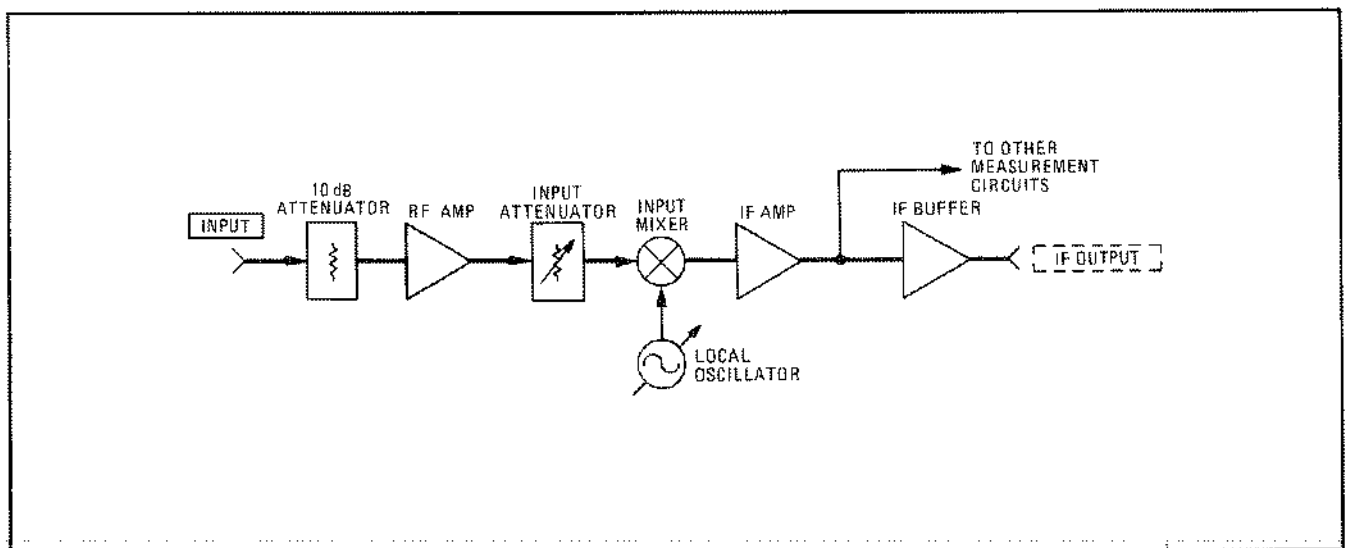 INPUT
10 dB
ATTENUATOR
RF AMP
INPUT
ATTENUATOR
INPUT
MIXER
LOCAL
OSCILLATOR
IF AMP
TO OTHER
MEASUREMENT
CIRCUITS
IF BUFFER
IF OUTPUT